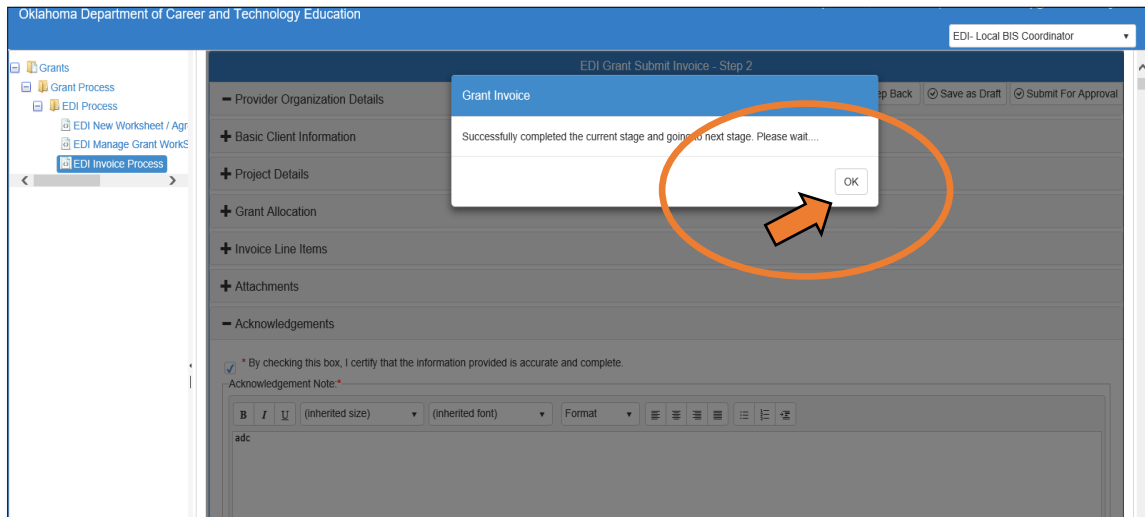 Oklahoma Department of Career and Technology Education
EDI- Local BIS Coordinator
Grants
Grant Process
EDI Process
EDI New Worksheet / Agr
EDI Manage Grant WorkS
EDI Invoice Process
EDI Grant Submit Invoice - Step 2
Provider Organization Details
ep Back
Save as Draft
Submit For Approval
Grant Invoice
Successfully completed the current stage and going to next stage. Please wait....
OK
Basic Client Information
Project Details
Grant Allocation
Invoice Line Items
Attachments
Acknowledgements
* By checking this box, I certify that the information provided is accurate and complete.
Acknowledgement Note:*
B I U (inherited size) (inherited font) Format
adc